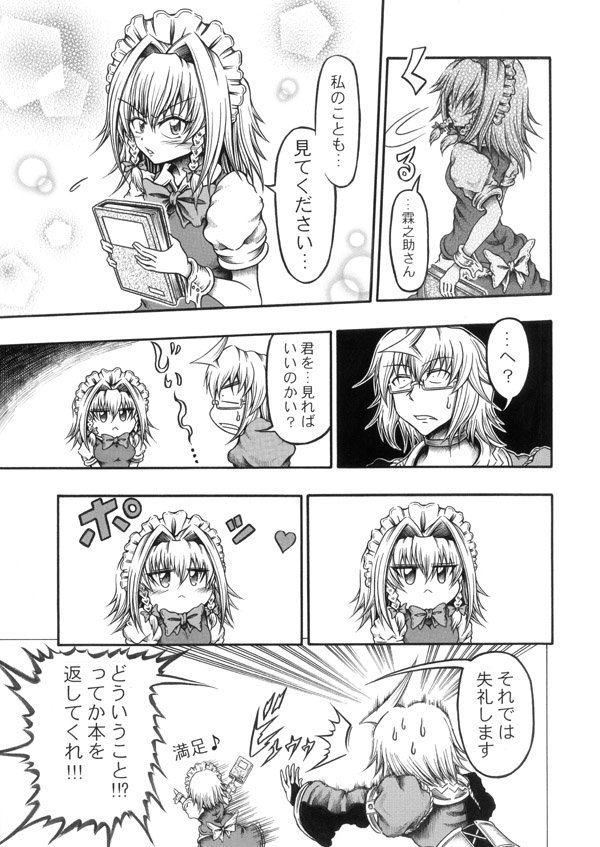 くる
…霖之助さん
私のことも…
見てください…
…へ?
君を…見れば
いいのかい?
じーっ
ポッ
それでは
失礼します
満足♪
どういうこと!!?
ってか本を
返してくれ!!!